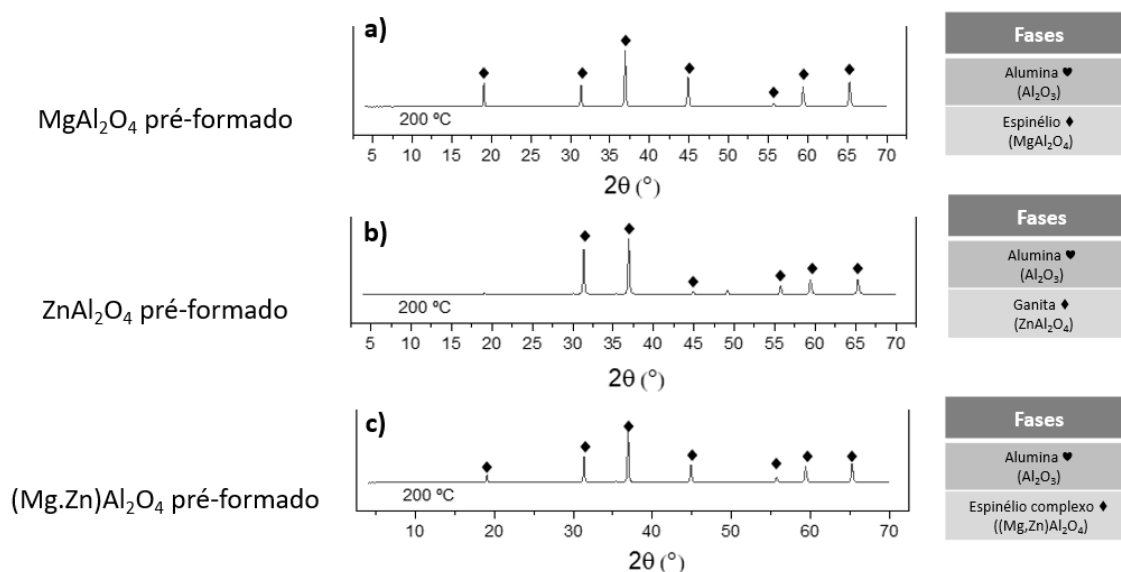 a)
MgAl₂O₄ pré-formado
200 ºC
5 10 15 20 25 30 35 40 45 50 55 60 65 70
2θ (°)
Fases
Alumina ♥
(Al₂O₃)
Espinélio ♦
(MgAl₂O₄)
b)
ZnAl₂O₄ pré-formado
200 ºC
5 10 15 20 25 30 35 40 45 50 55 60 65 70
2θ (°)
Fases
Alumina ♥
(Al₂O₃)
Ganita ♦
(ZnAl₂O₄)
c)
(Mg.Zn)Al₂O₄ pré-formado
200 ºC
10 20 30 40 50 60 70
2θ (°)
Fases
Alumina ♥
(Al₂O₃)
Espinélio complexo ♦
((Mg,Zn)Al₂O₄)